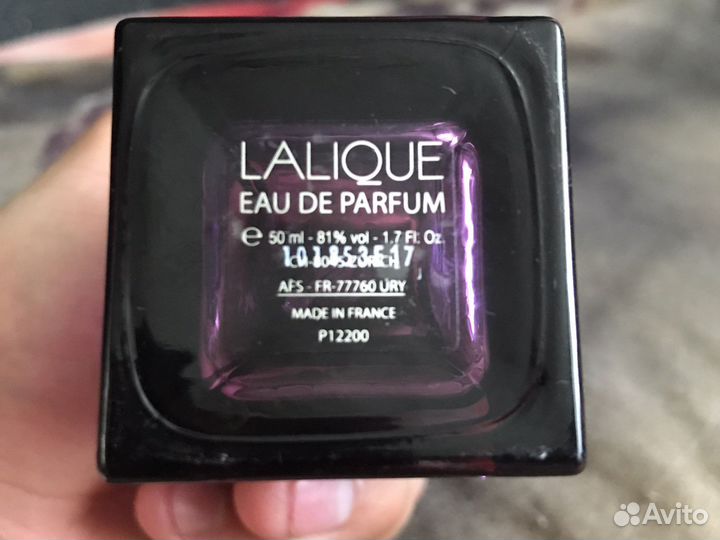 LALIQUE
EAU DE PARFUM
℮ 50 ml - 81% vol - 1.7 Fl. Oz.
ZURICH
AFS - FR-77760 URY
MADE IN FRANCE
P12200
Avito